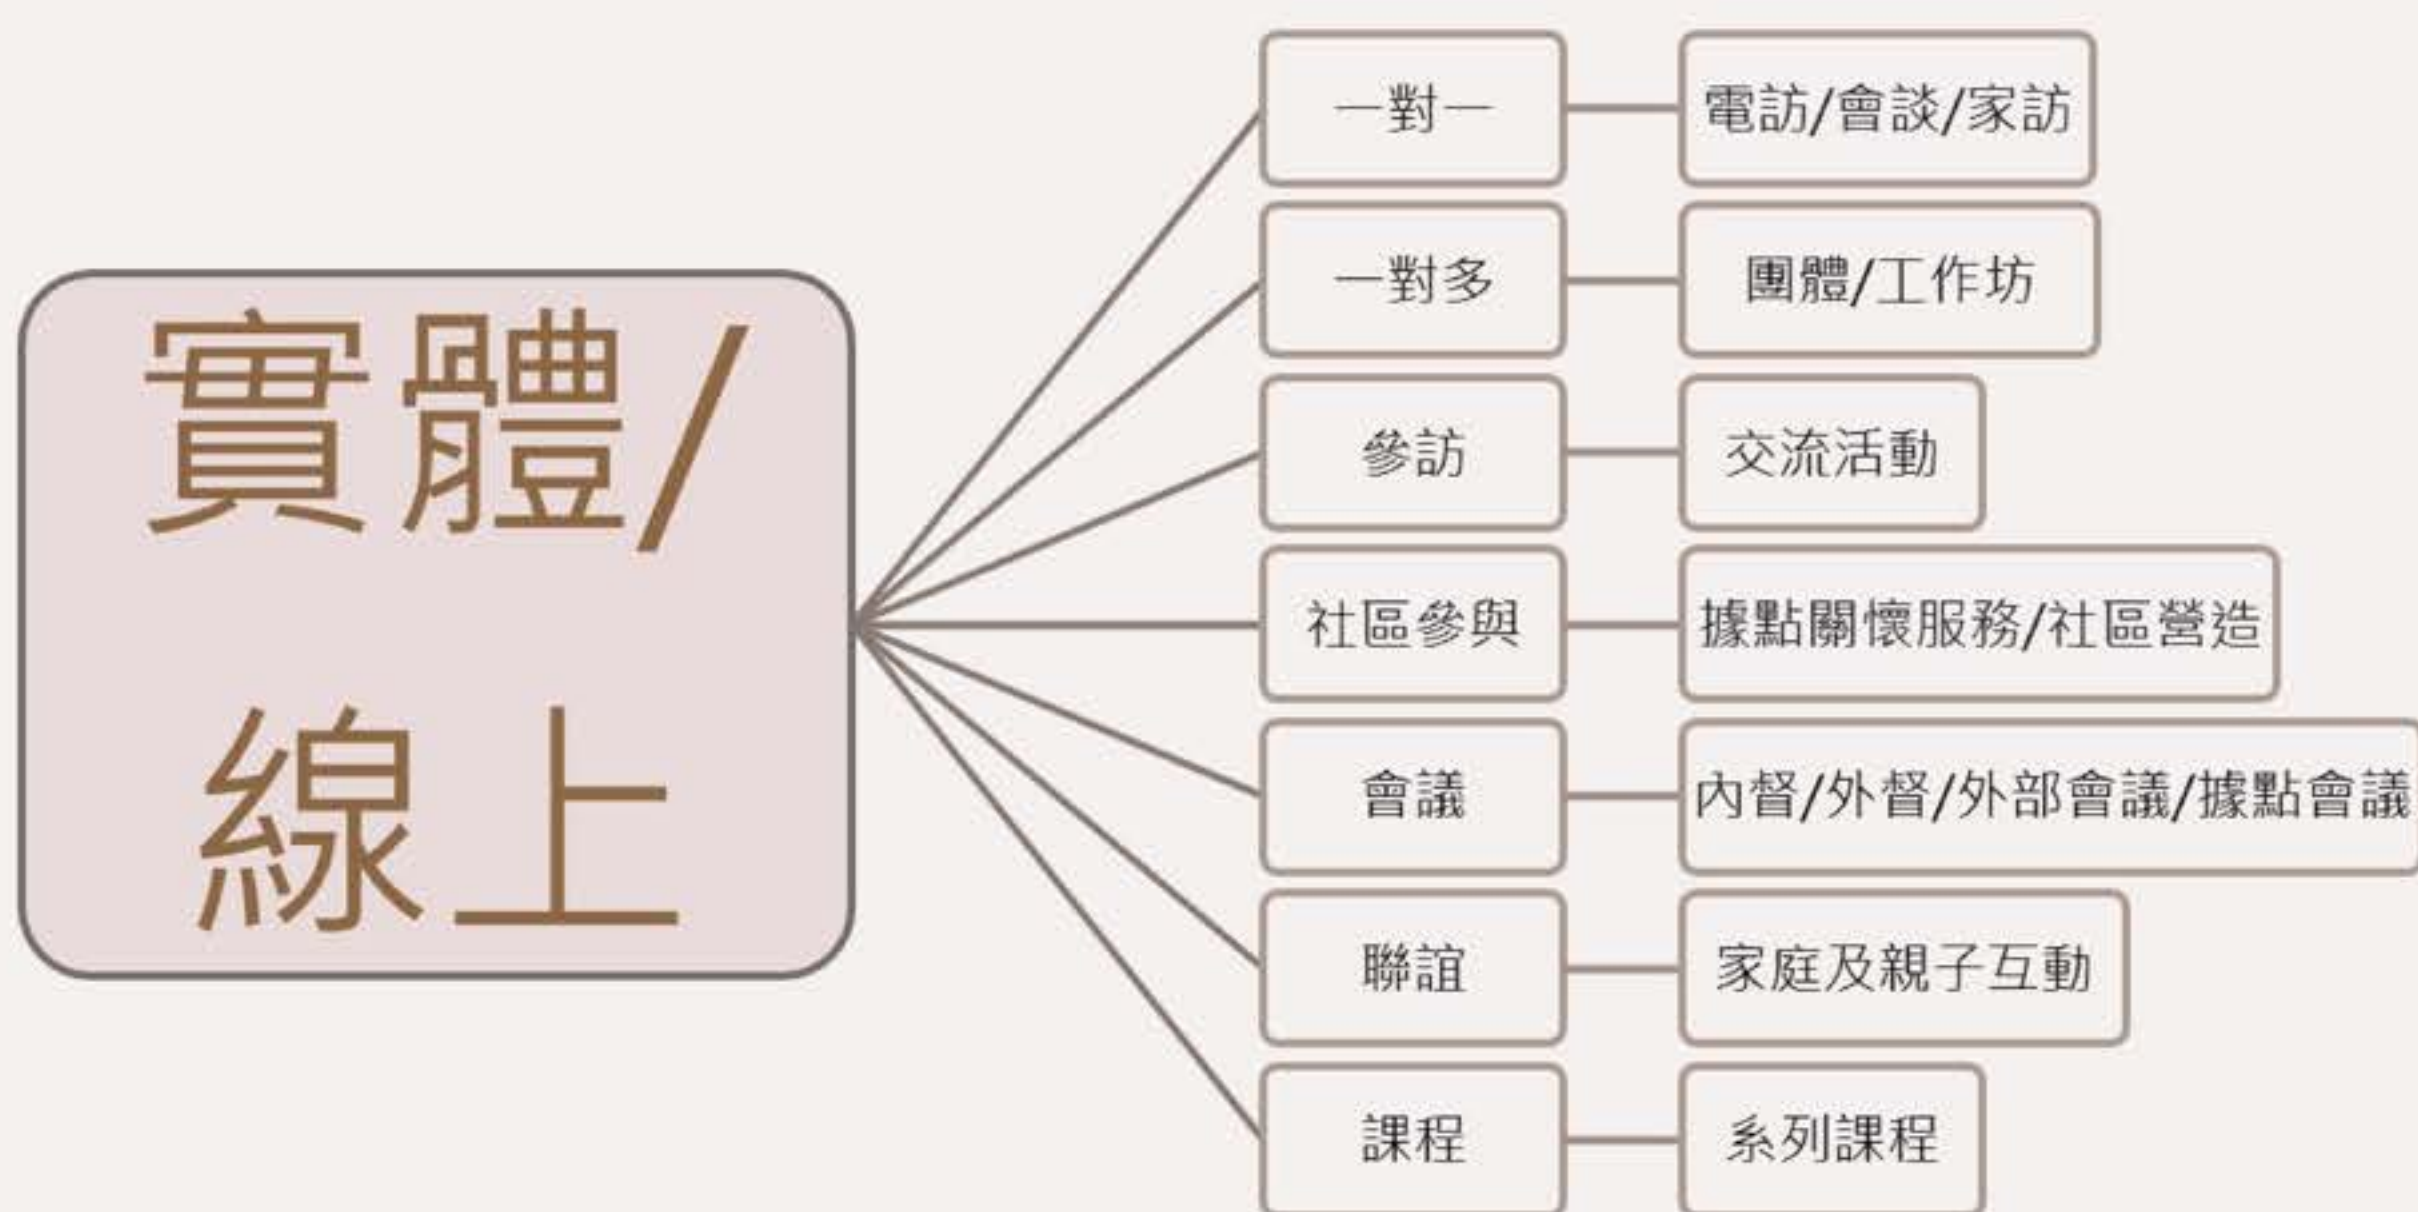 實體/
線上
一對一
電訪/會談/家訪
一對多
團體/工作坊
參訪
交流活動
社區參與
據點關懷服務/社區營造
會議
內督/外督/外部會議/據點會議
聯誼
家庭及親子互動
課程
系列課程